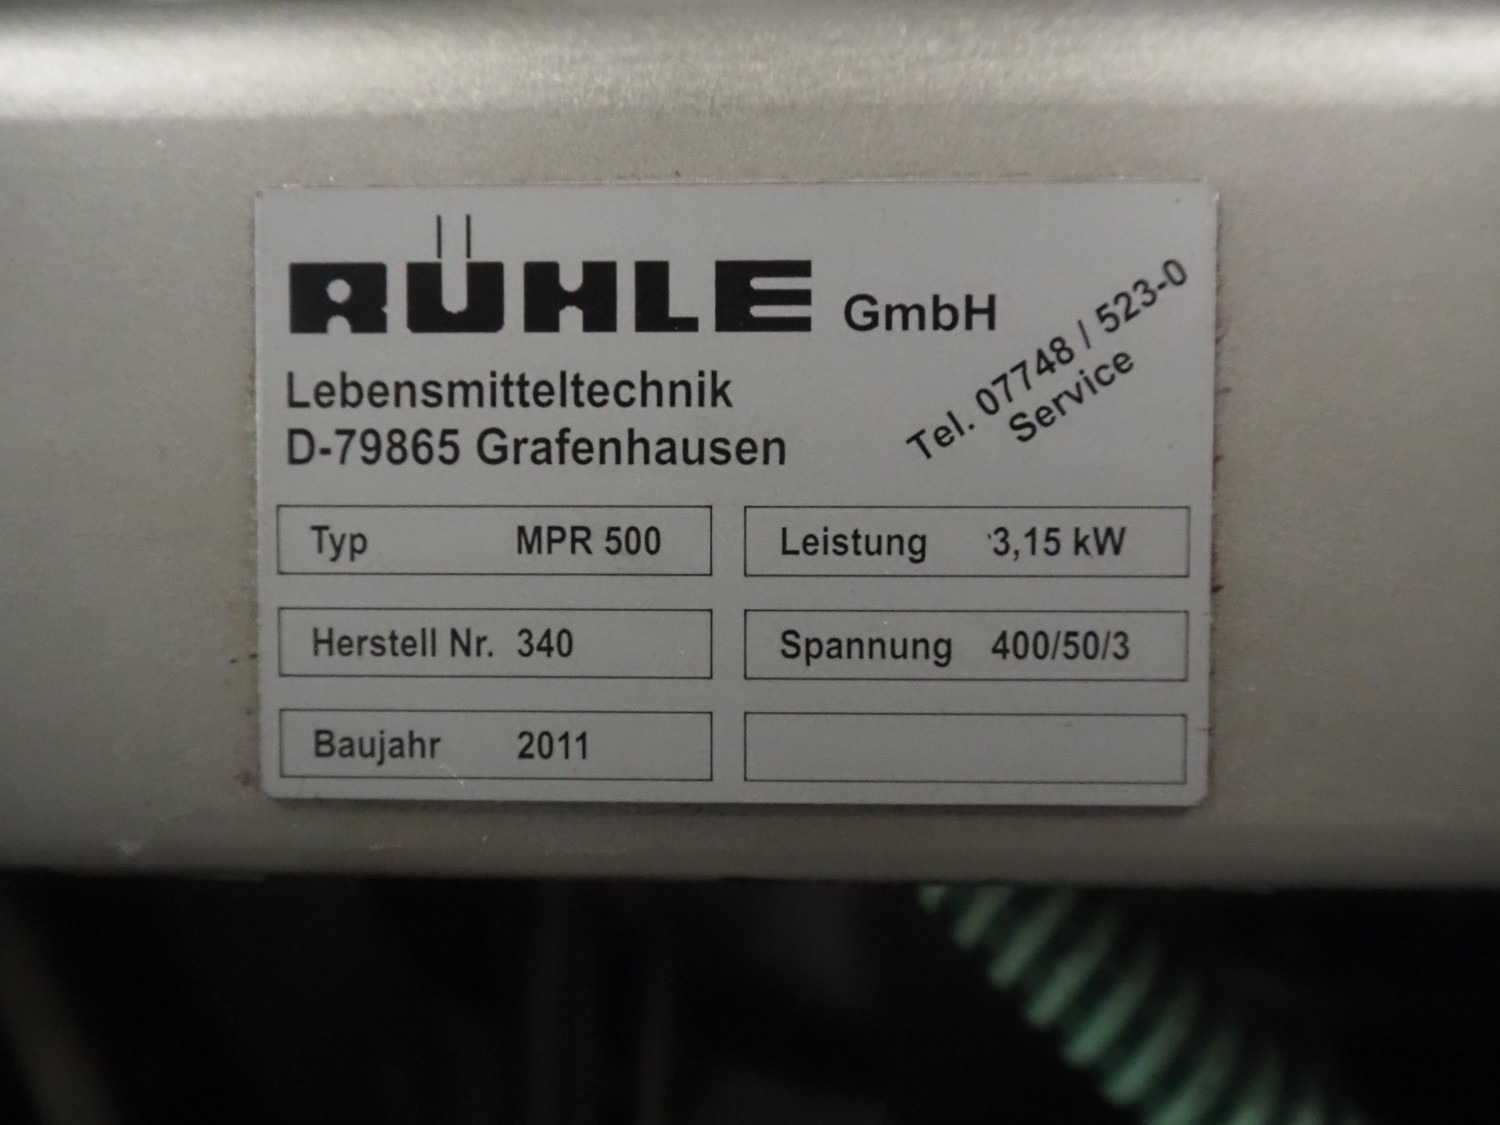 RÜHLE GmbH
Lebensmitteltechnik
D-79865 Grafenhausen
Tel. 07748 / 523-0
Service
Typ MPR 500
Leistung 3,15 kW
Herstell Nr. 340
Spannung 400/50/3
Baujahr 2011